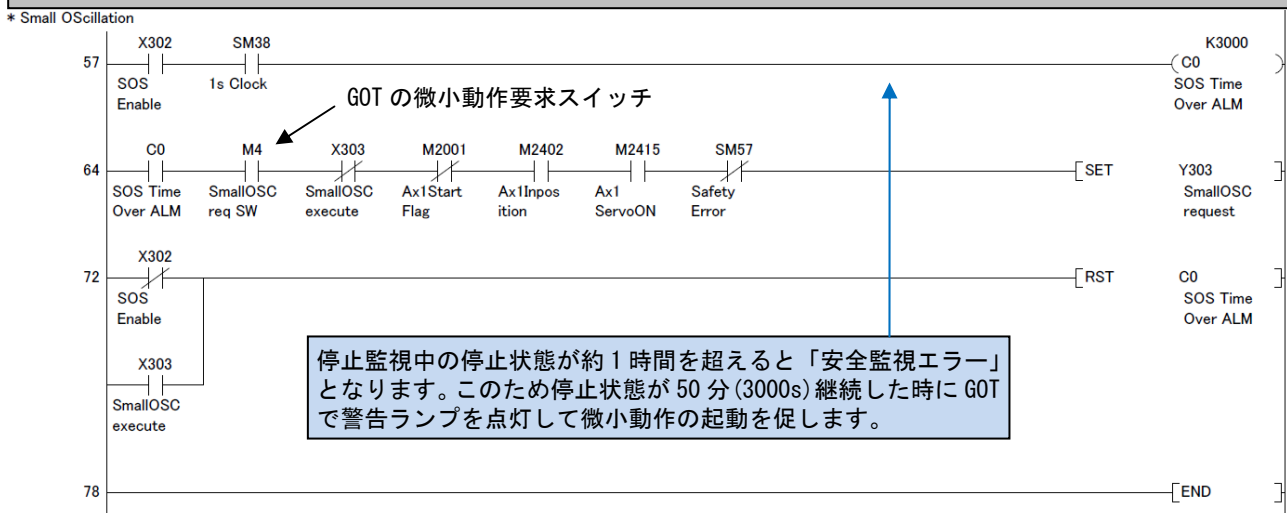 * Small OScillation
X302 SM38 K3000
57 C0
SOS 1s Clock SOS Time
Enable Over ALM
GOT の微小動作要求スイッチ
C0 M4 X303 M2001 M2402 M2415 SM57
64 SET Y303
SOS Time SmallOSC SmallOSC Ax1Start Ax1Inpos Ax1 Safety SmallOSC
Over ALM req SW execute Flag ition ServoON Error request
X302
72 RST C0
SOS SOS Time
Enable Over ALM
停止監視中の停止状態が約1時間を超えると「安全監視エラー」
となります。このため停止状態が 50 分(3000s)継続した時に GOT
で警告ランプを点灯して微小動作の起動を促します。
X303
SmallOSC
execute
78 END